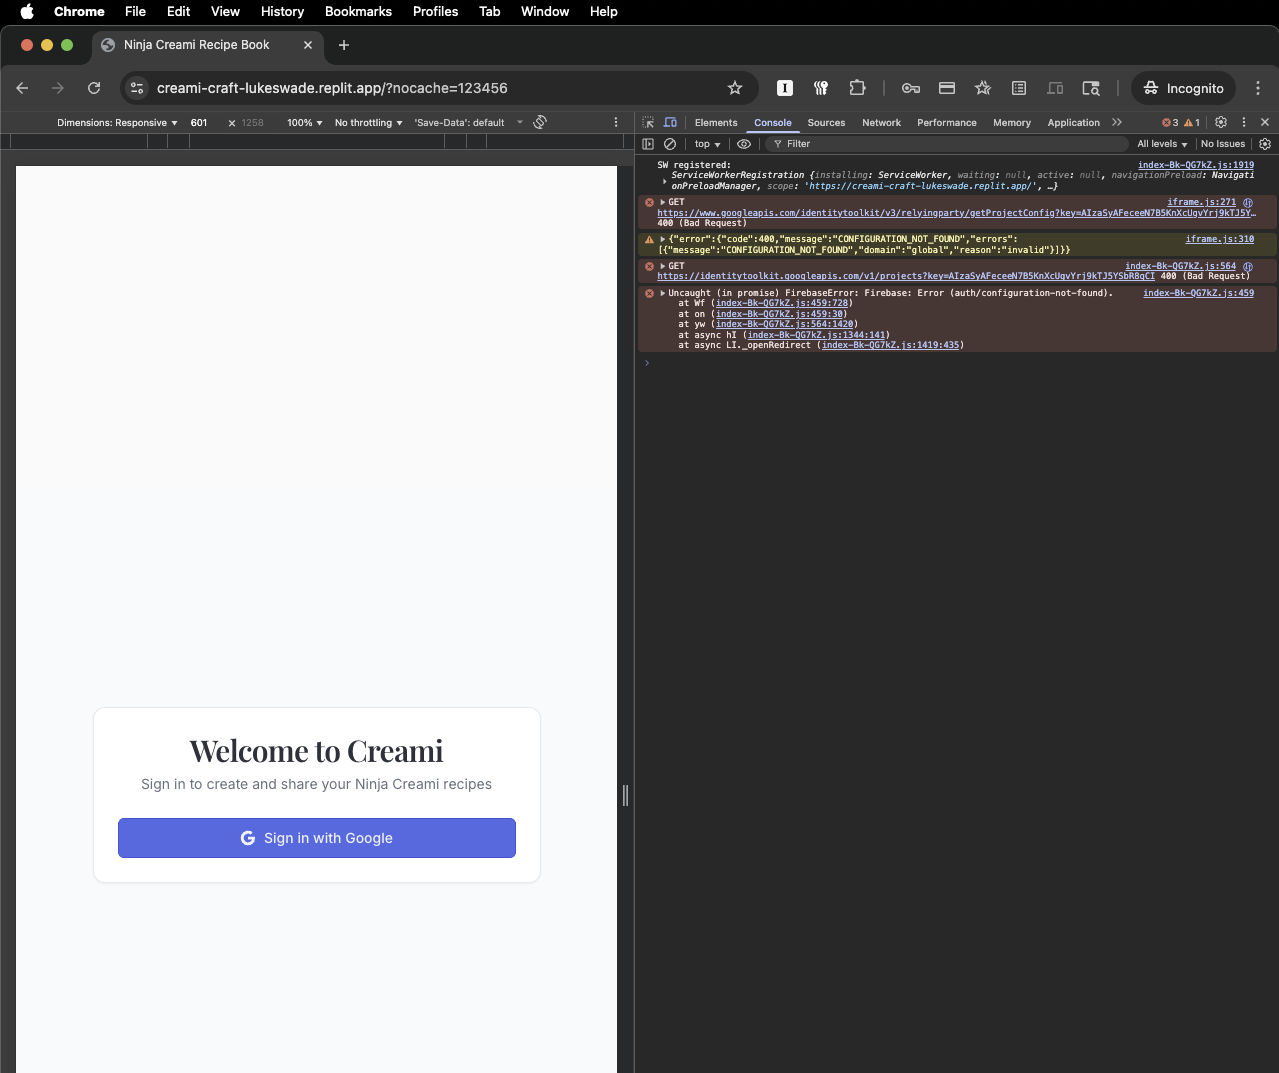 Chrome File Edit View History Bookmarks Profiles Tab Window Help
Ninja Creami Recipe Book
creami-craft-lukeswade.replit.app/?nocache=123456
Incognito
Dimensions: Responsive 601 × 1258 100% No throttling 'Save-Data': default
Elements Console Sources Network Performance Memory Application 3 1
top Filter All levels No Issues
SW registered: index-Bk-QG7kZ.js:1919
ServiceWorkerRegistration {installing: ServiceWorker, waiting: null, active: null, navigationPreload: Navigati
onPreloadManager, scope: 'https://creami-craft-lukeswade.replit.app/', …}
GET iframe.js:271
https://www.googleapis.com/identitytoolkit/v3/relyingparty/getProjectConfig?key=AIzaSyAFeceeN7B5KnXcUqvYrj9kTJ5Y…
400 (Bad Request)
{"error":{"code":400,"message":"CONFIGURATION_NOT_FOUND","errors": iframe.js:310
[{"message":"CONFIGURATION_NOT_FOUND","domain":"global","reason":"invalid"}]}}
GET index-Bk-QG7kZ.js:564
https://identitytoolkit.googleapis.com/v1/projects?key=AIzaSyAFeceeN7B5KnXcUqvYrj9kTJ5YSbR8qCI 400 (Bad Request)
Uncaught (in promise) FirebaseError: Firebase: Error (auth/configuration-not-found). index-Bk-QG7kZ.js:459
at Wf (index-Bk-QG7kZ.js:459:728)
at on (index-Bk-QG7kZ.js:459:30)
at yw (index-Bk-QG7kZ.js:564:1420)
at async hI (index-Bk-QG7kZ.js:1344:141)
at async LI._openRedirect (index-Bk-QG7kZ.js:1419:435)
Welcome to Creami
Sign in to create and share your Ninja Creami recipes
G Sign in with Google